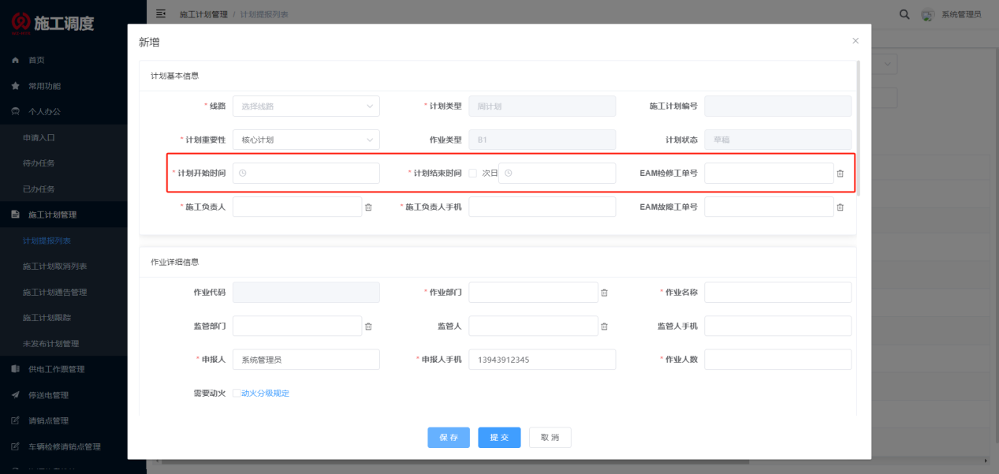 施工调度
施工计划管理 / 计划提报列表
系统管理员
首页
常用功能
个人办公
申请入口
待办任务
已办任务
施工计划管理
计划提报列表
施工计划取消列表
施工计划通告管理
施工计划跟踪
未发布计划管理
供电工作票管理
停送电管理
请销点管理
车辆检修请销点管理
新增
计划基本信息
* 线路 选择线路 * 计划类型 周计划 施工计划编号
* 计划重要性 核心计划 作业类型 B1 计划状态 草稿
* 计划开始时间 * 计划结束时间 次日 EAM检修工单号
* 施工负责人 * 施工负责人手机 EAM故障工单号
作业详细信息
作业代码 * 作业部门 * 作业名称
监管部门 监管人 监管人手机
* 申报人 系统管理员 * 申报人手机 13943912345 * 作业人数
需要动火 动火分级规定
保 存 提 交 取 消